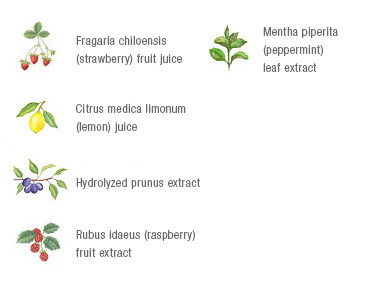 Fragaria chiloensis
(strawberry) fruit juice
Citrus medica limonum
(lemon) juice
Hydrolyzed prunus extract
Rubus idaeus (raspberry)
fruit extract
Mentha piperita
(peppermint)
leaf extract